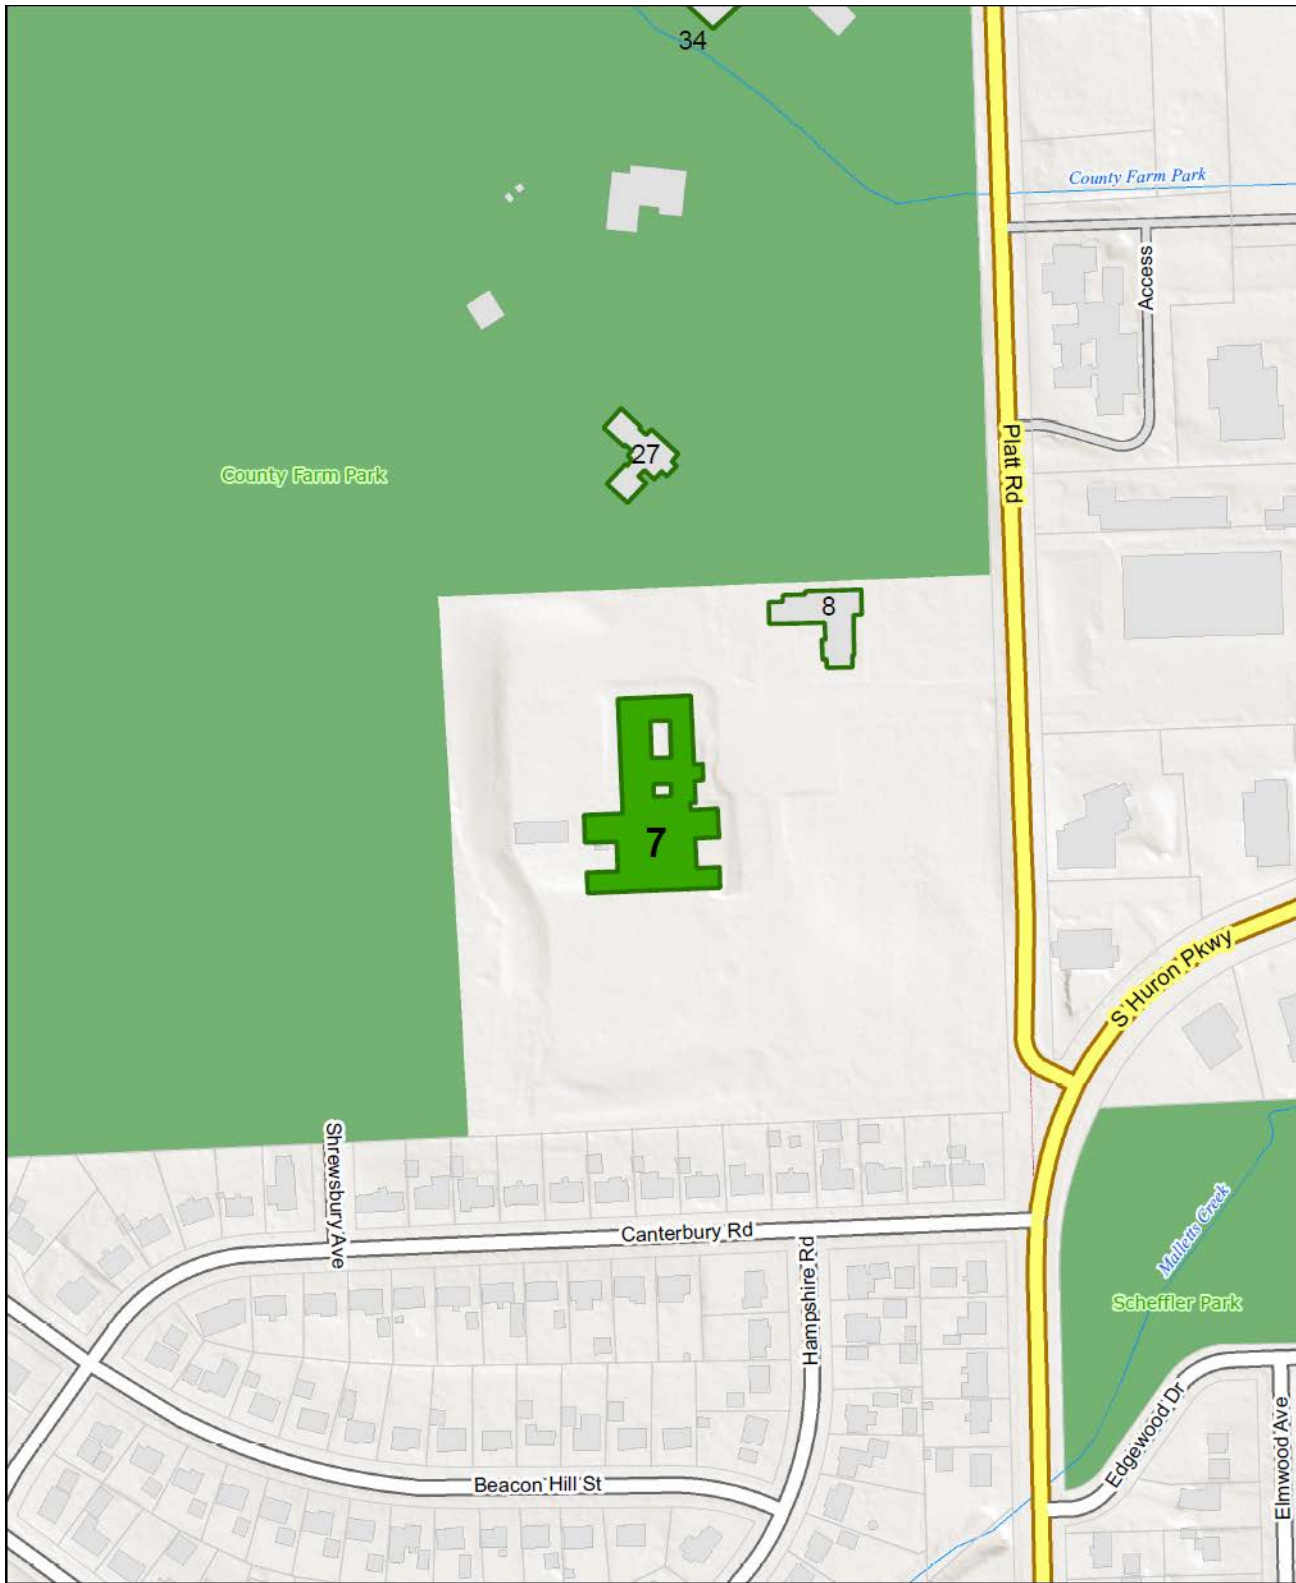 34
County Farm Park
Access
Platt Rd
27
County Farm Park
8
7
S Huron Pkwy
Shrewsbury Ave
Canterbury Rd
Hampshire Rd
Malletts Creek
Scheffler Park
Edgewood Dr
Elmwood Ave
Beacon Hill St